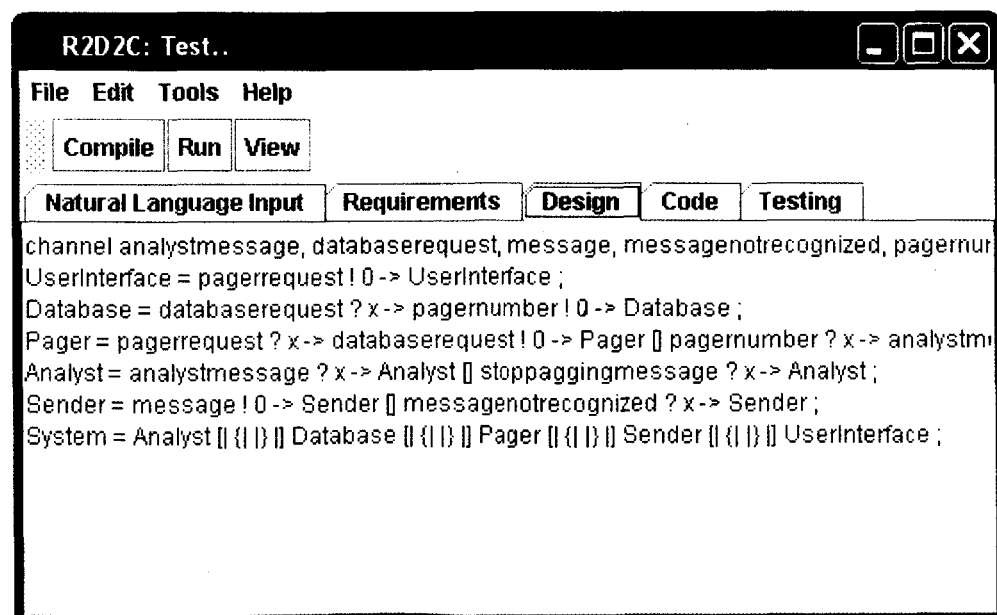 R2D2C: Test..
File Edit Tools Help
Compile Run View
Natural Language Input Requirements Design Code Testing
channel analystmessage, databaserequest, message, messagenotrecognized,
UserInterface = pagerrequest ! 0 -> UserInterface ;
Database = databaserequest ? x -> pagernumber ! 0 -> Database ;
Pager = pagerrequest ? x -> databaserequest ! 0 -> Pager [] pagernumber ? x ->
Analyst = analystmessage ? x -> Analyst [] stoppaggingmessage ? x -> Analyst ;
Sender = message ! 0 -> Sender [] messagenotrecognized ? x -> Sender ;
System = Analyst [| {| |} |] Database [| {| |} |] Pager [| {| |} |] Sender [| {| |} |] UserInterface ;